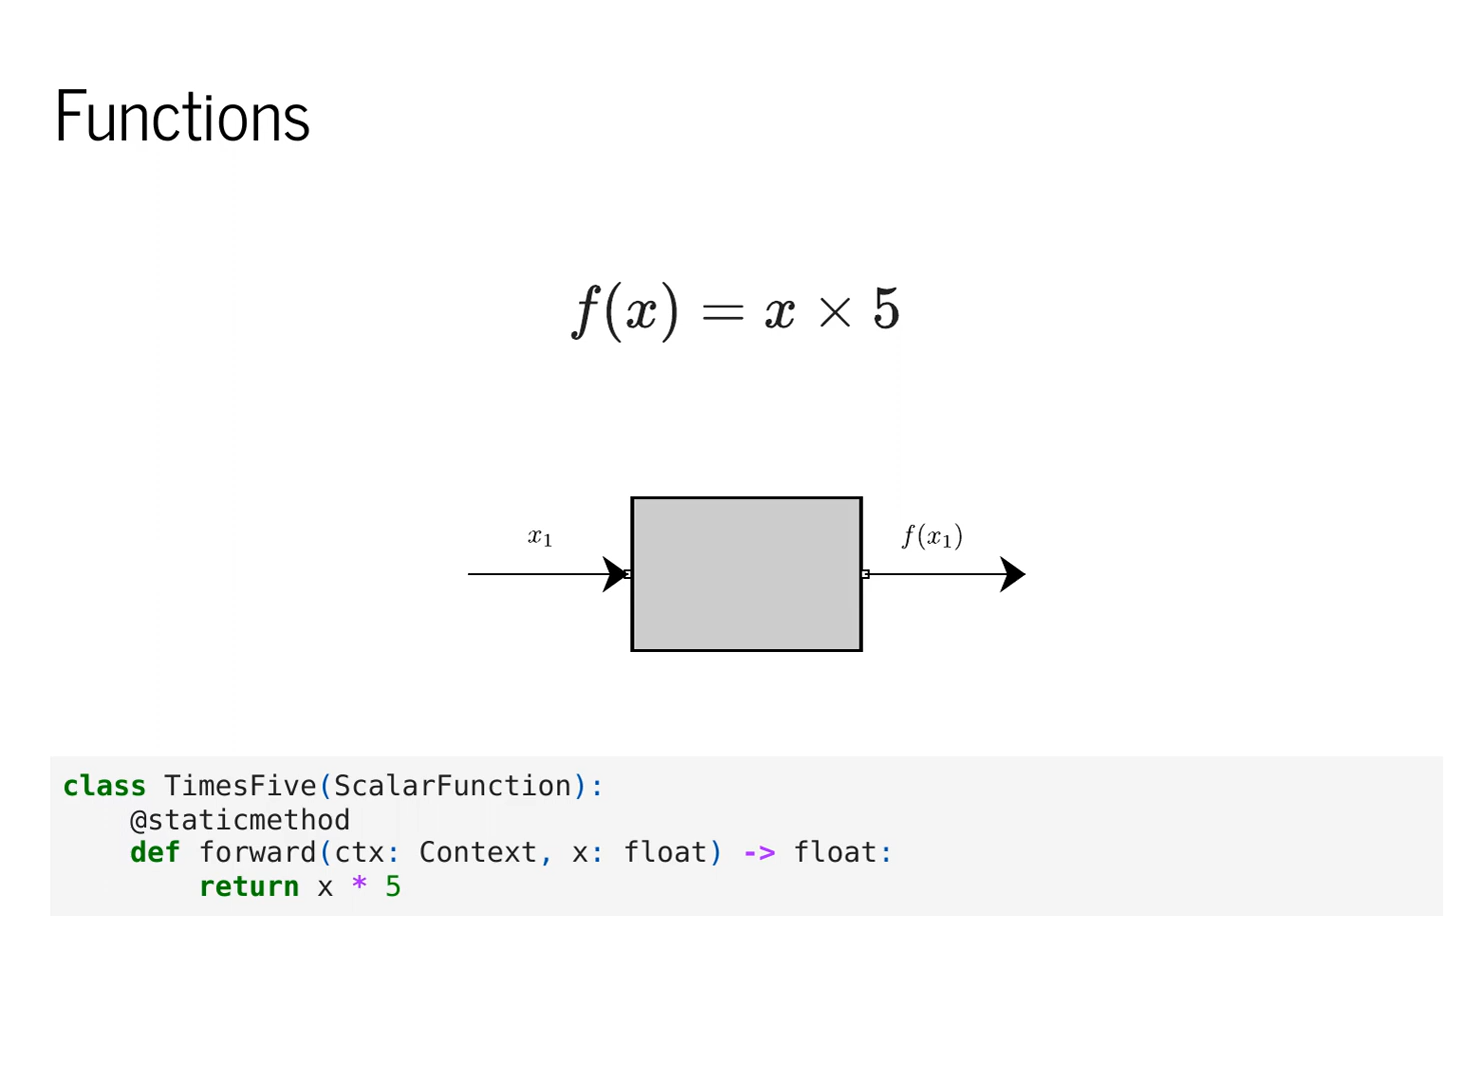 Functions
f(x) = x × 5
x₁
f(x₁)
class TimesFive(ScalarFunction):
    @staticmethod
    def forward(ctx: Context, x: float) -> float:
        return x * 5